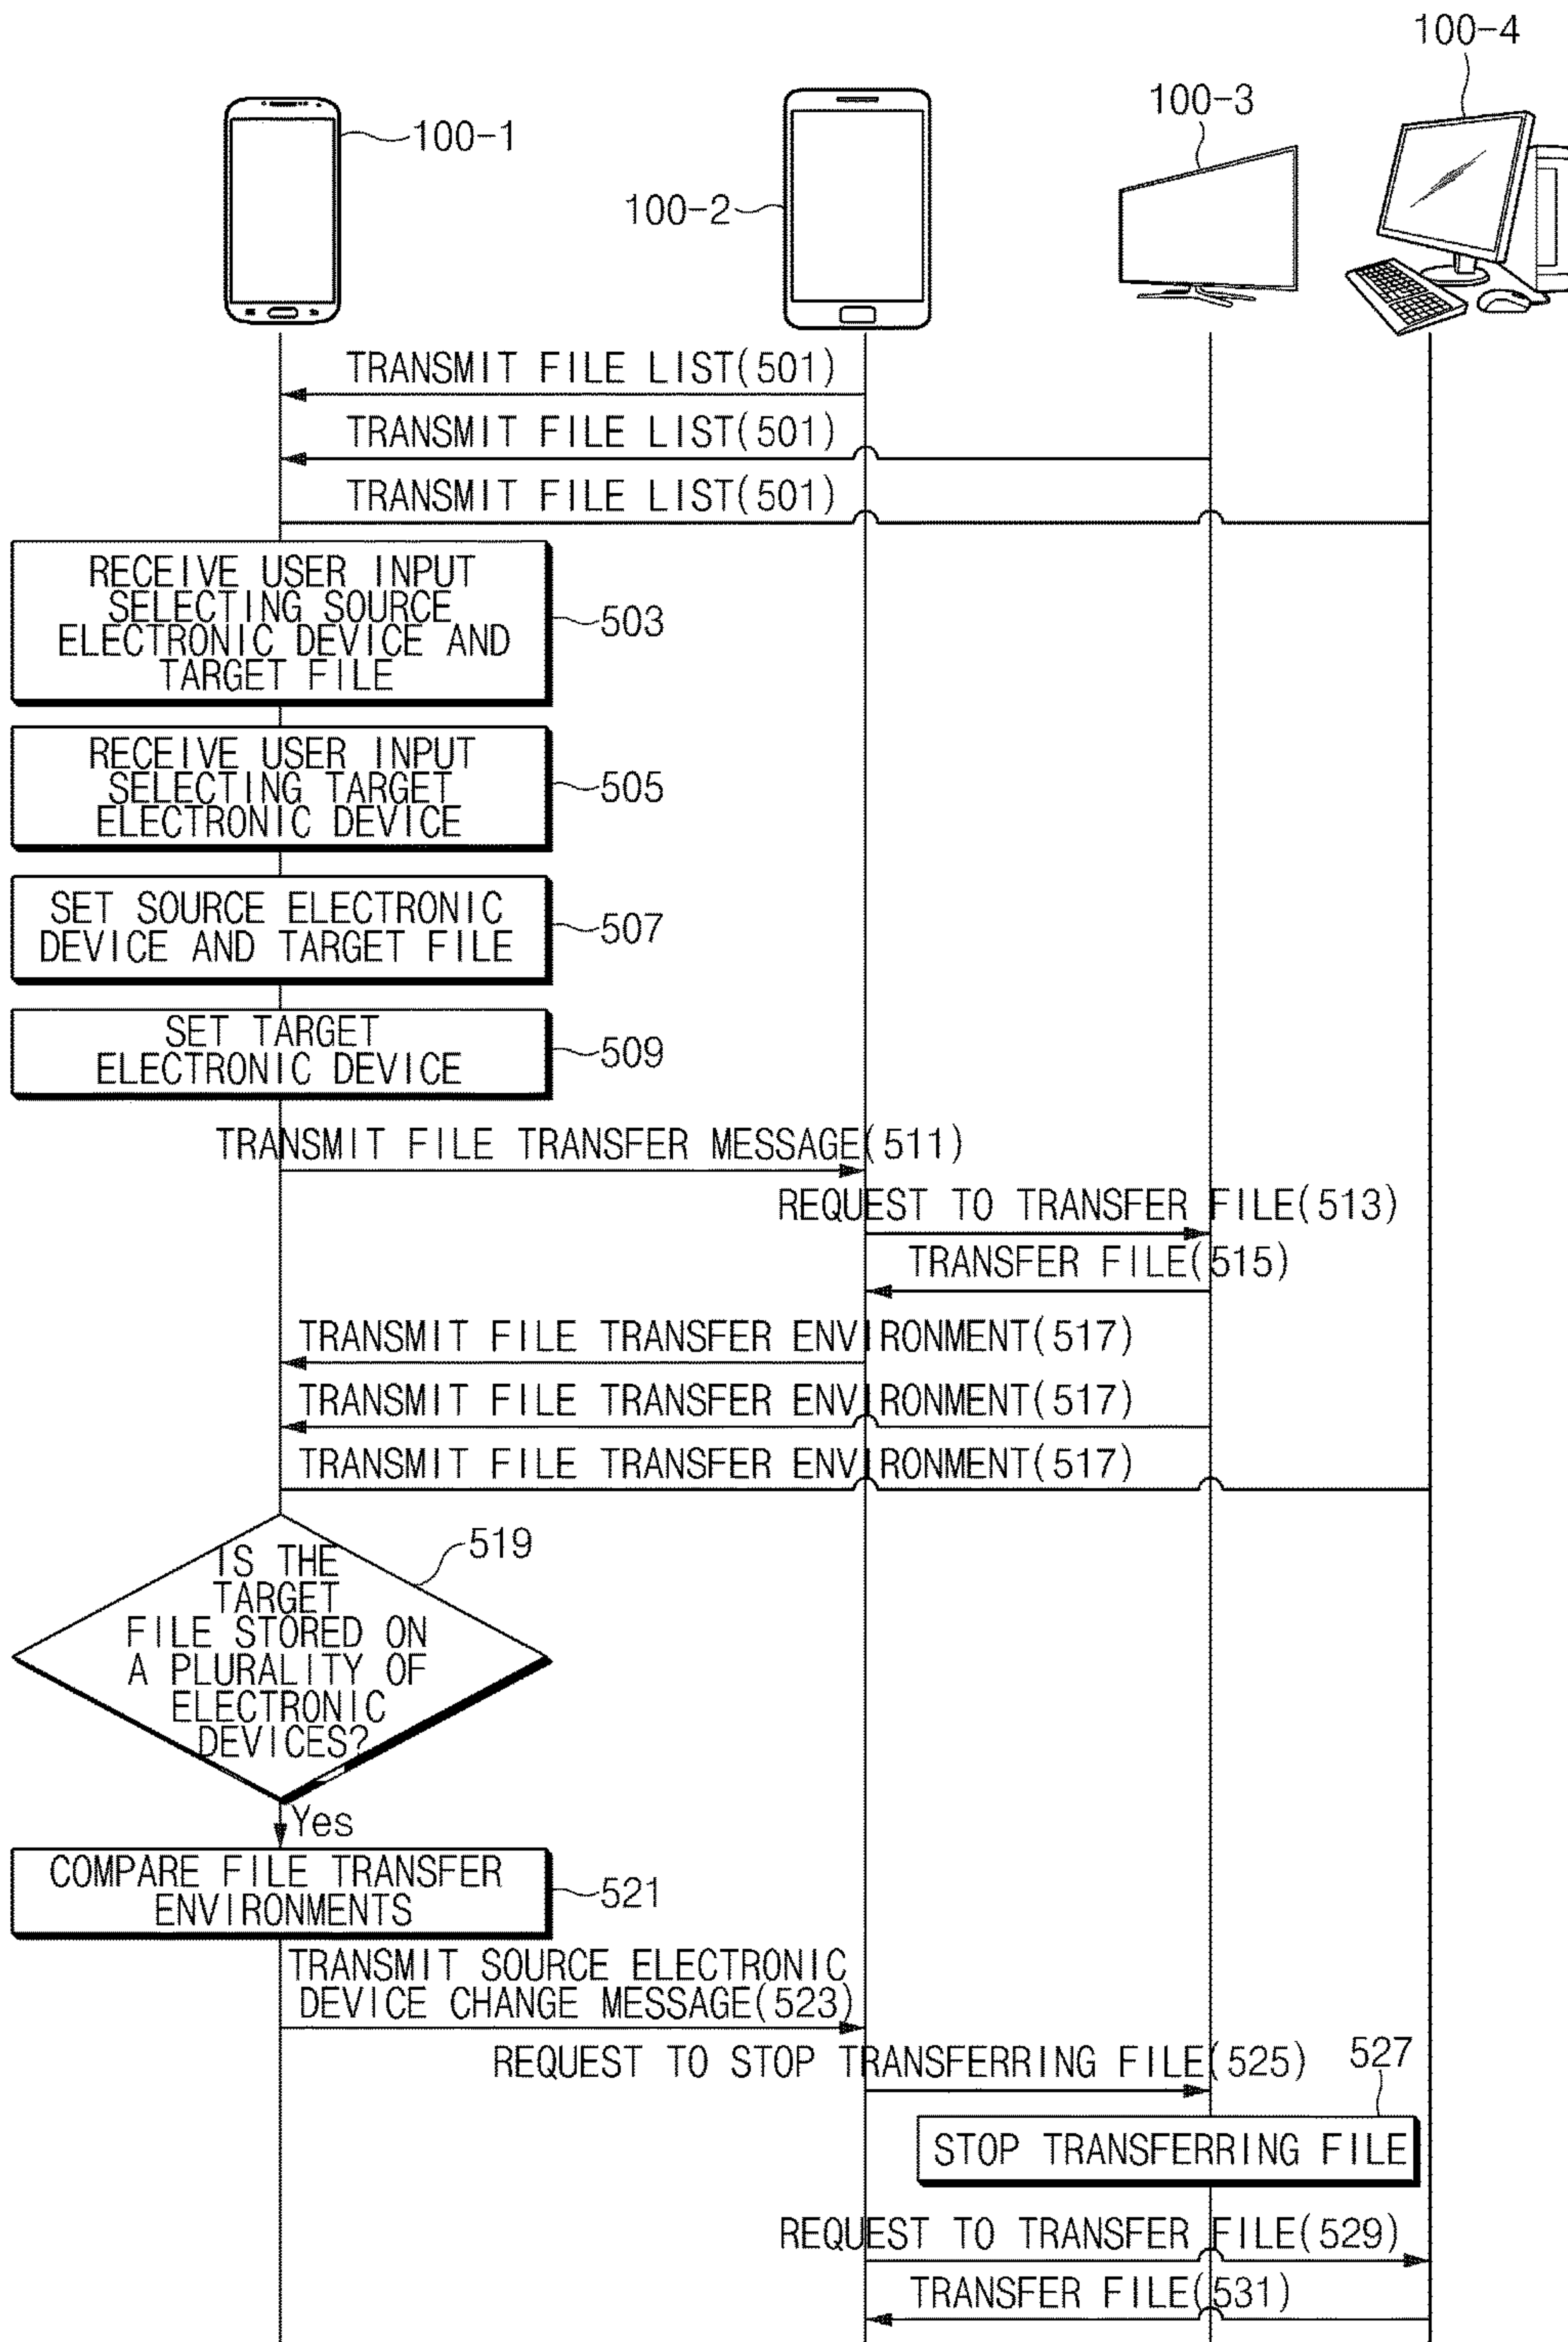 100-4
100-3
100-1
100-2
TRANSMIT FILE LIST(501)
TRANSMIT FILE LIST(501)
TRANSMIT FILE LIST(501)
RECEIVE USER INPUT
SELECTING SOURCE
ELECTRONIC DEVICE AND
TARGET FILE
503
RECEIVE USER INPUT
SELECTING TARGET
ELECTRONIC DEVICE
505
SET SOURCE ELECTRONIC
DEVICE AND TARGET FILE
507
SET TARGET
ELECTRONIC DEVICE
509
TRANSMIT FILE TRANSFER MESSAGE(511)
REQUEST TO TRANSFER FILE(513)
TRANSFER FILE(515)
TRANSMIT FILE TRANSFER ENVIRONMENT(517)
TRANSMIT FILE TRANSFER ENVIRONMENT(517)
TRANSMIT FILE TRANSFER ENVIRONMENT(517)
519
IS THE
TARGET
FILE STORED ON
A PLURALITY OF
ELECTRONIC
DEVICES?
Yes
COMPARE FILE TRANSFER
ENVIRONMENTS
521
TRANSMIT SOURCE ELECTRONIC
DEVICE CHANGE MESSAGE(523)
REQUEST TO STOP TRANSFERRING FILE(525)
527
STOP TRANSFERRING FILE
REQUEST TO TRANSFER FILE(529)
TRANSFER FILE(531)